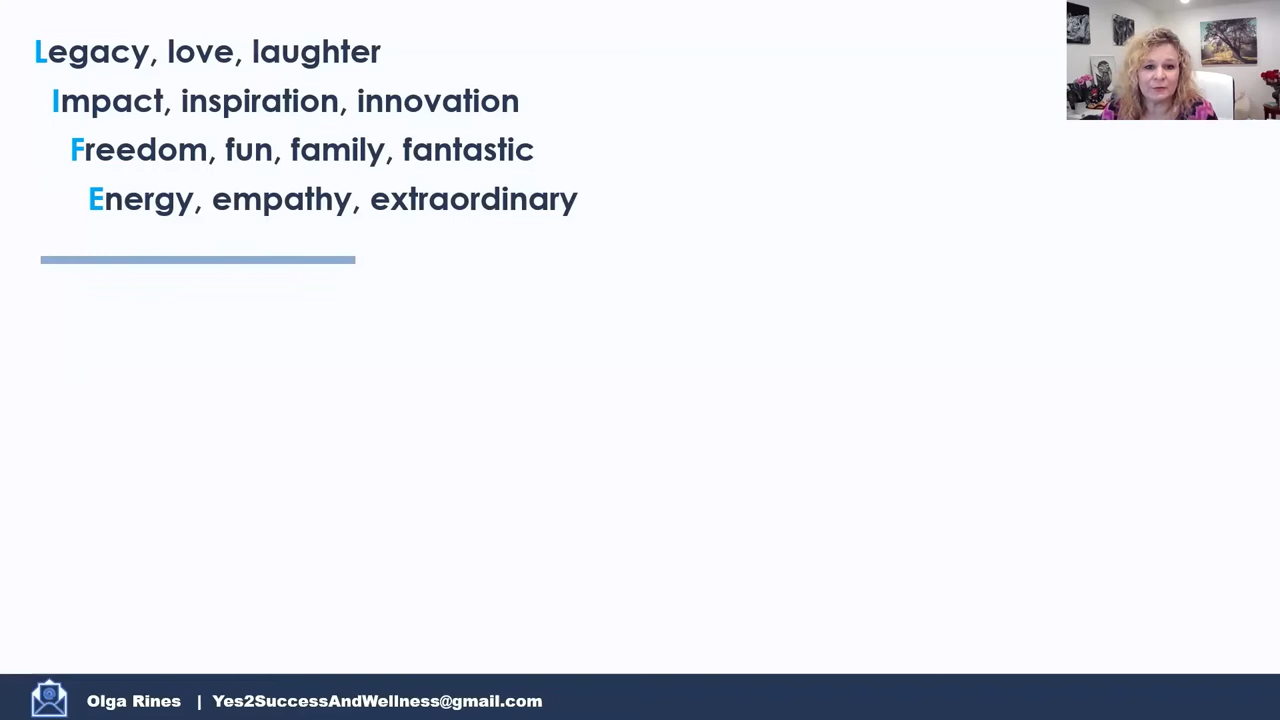 Legacy, love, laughter
Impact, inspiration, innovation
Freedom, fun, family, fantastic
Energy, empathy, extraordinary
Olga Rines | Yes2SuccessAndWellness@gmail.com